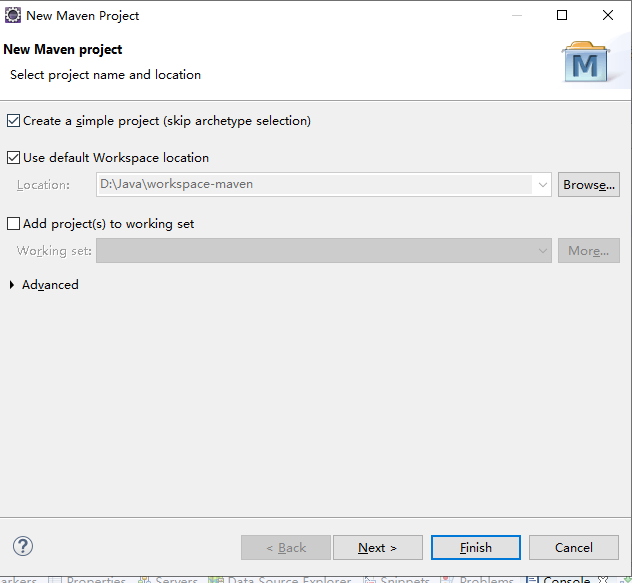 New Maven Project
New Maven project
Select project name and location
M
Create a simple project (skip archetype selection)
Use default Workspace location
Location: D:\Java\workspace-maven Browse...
Add project(s) to working set
Working set: More...
Advanced
? < Back Next > Finish Cancel
arkers Properties Servers Data Source Explorer Snippets Problems Console